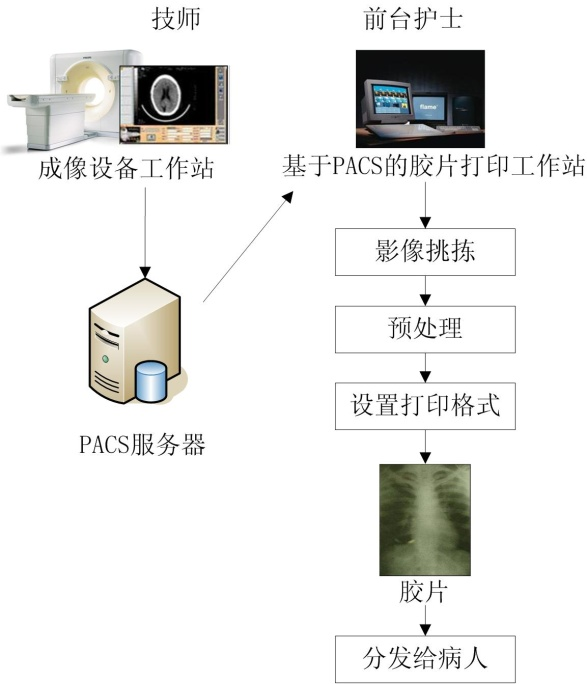 技师
前台护士
flame
成像设备工作站
基于PACS的胶片打印工作站
影像挑拣
预处理
设置打印格式
PACS服务器
胶片
分发给病人